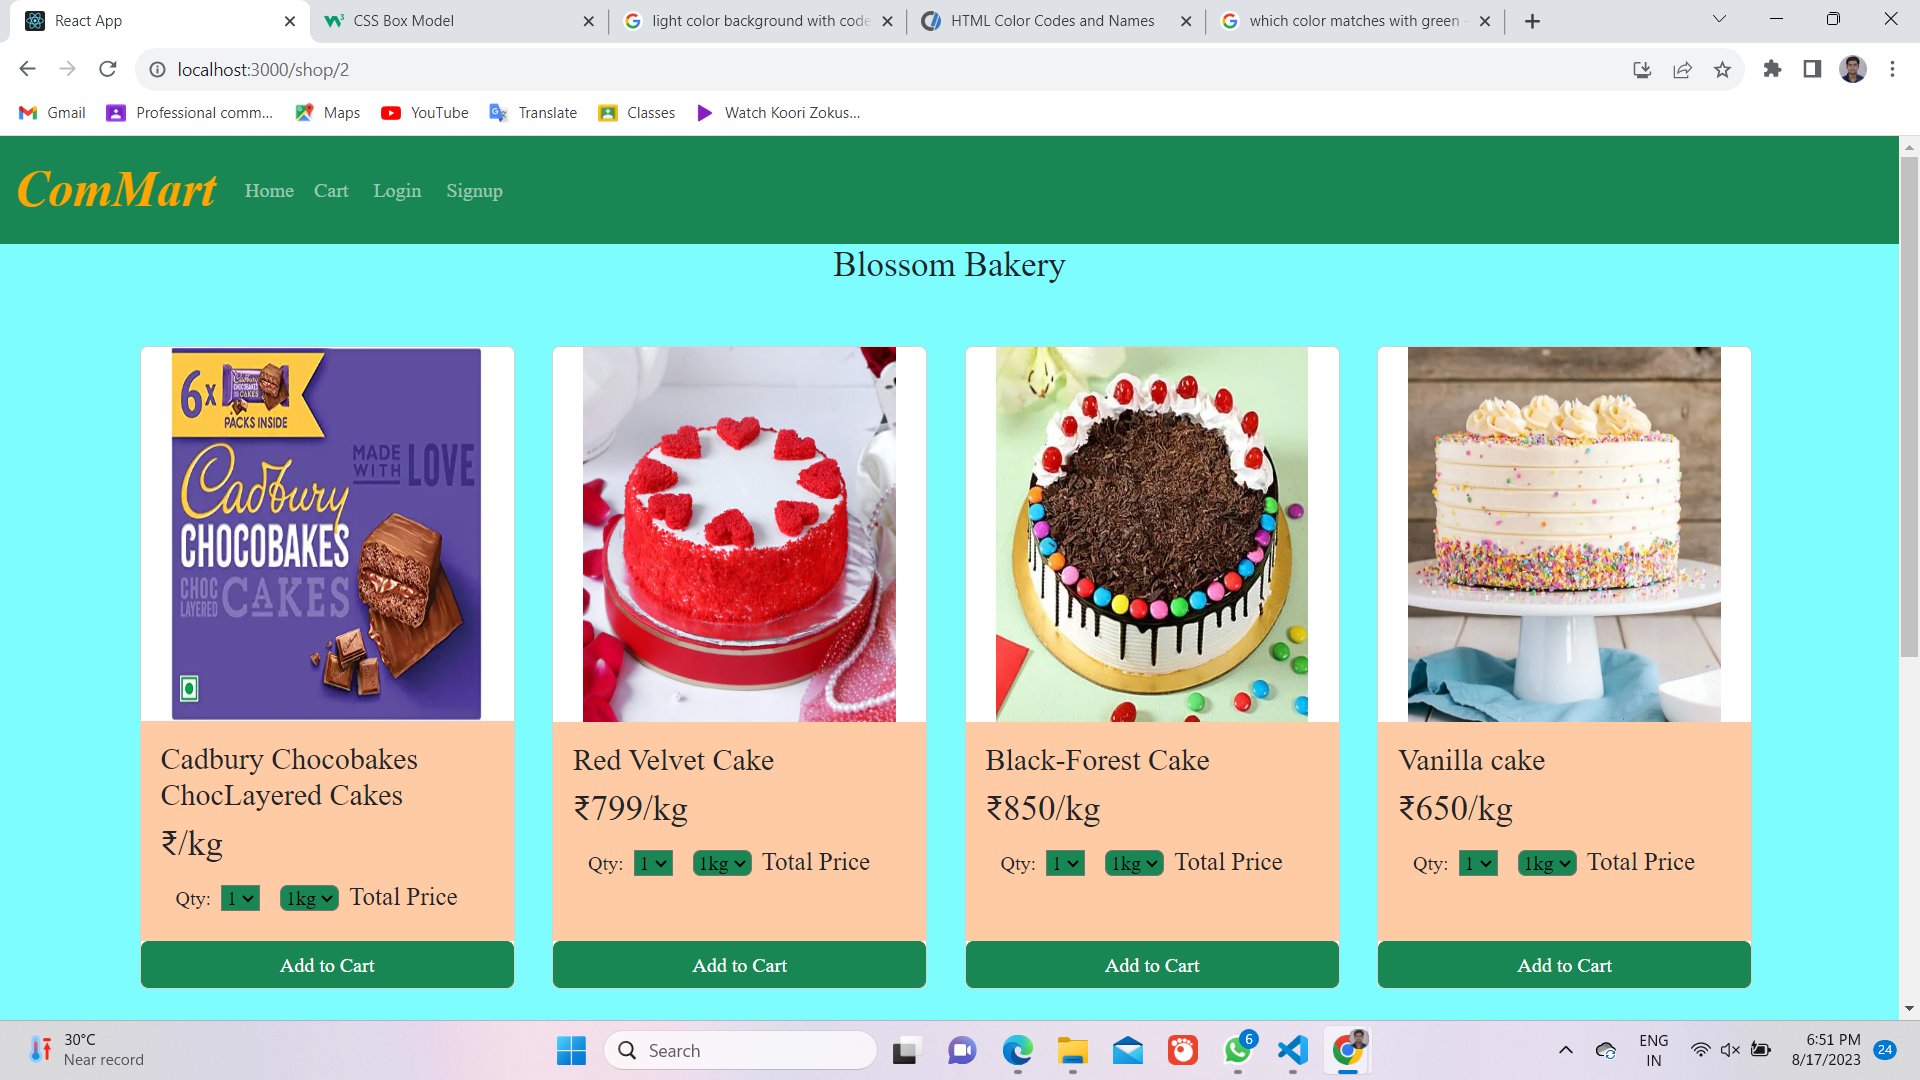 React App
CSS Box Model
light color background with code
HTML Color Codes and Names
which color matches with green -
localhost:3000/shop/2
Gmail
Professional comm...
Maps
YouTube
Translate
Classes
Watch Koori Zokus...
ComMart
Home
Cart
Login
Signup
Blossom Bakery
6x
Cadbury
CHOCOBAKES
CHOC LAYERED
CAKES
PACKS INSIDE
MADE
WITH LOVE
Cadbury
CHOCOBAKES
CHOC
LAYERED CAKES
Cadbury Chocobakes
ChocLayered Cakes
₹/kg
Qty: 1 1kg Total Price
Add to Cart
Red Velvet Cake
₹799/kg
Qty: 1 1kg Total Price
Add to Cart
Black-Forest Cake
₹850/kg
Qty: 1 1kg Total Price
Add to Cart
Vanilla cake
₹650/kg
Qty: 1 1kg Total Price
Add to Cart
30°C
Near record
Search
6
ENG
IN
6:51 PM
8/17/2023
24